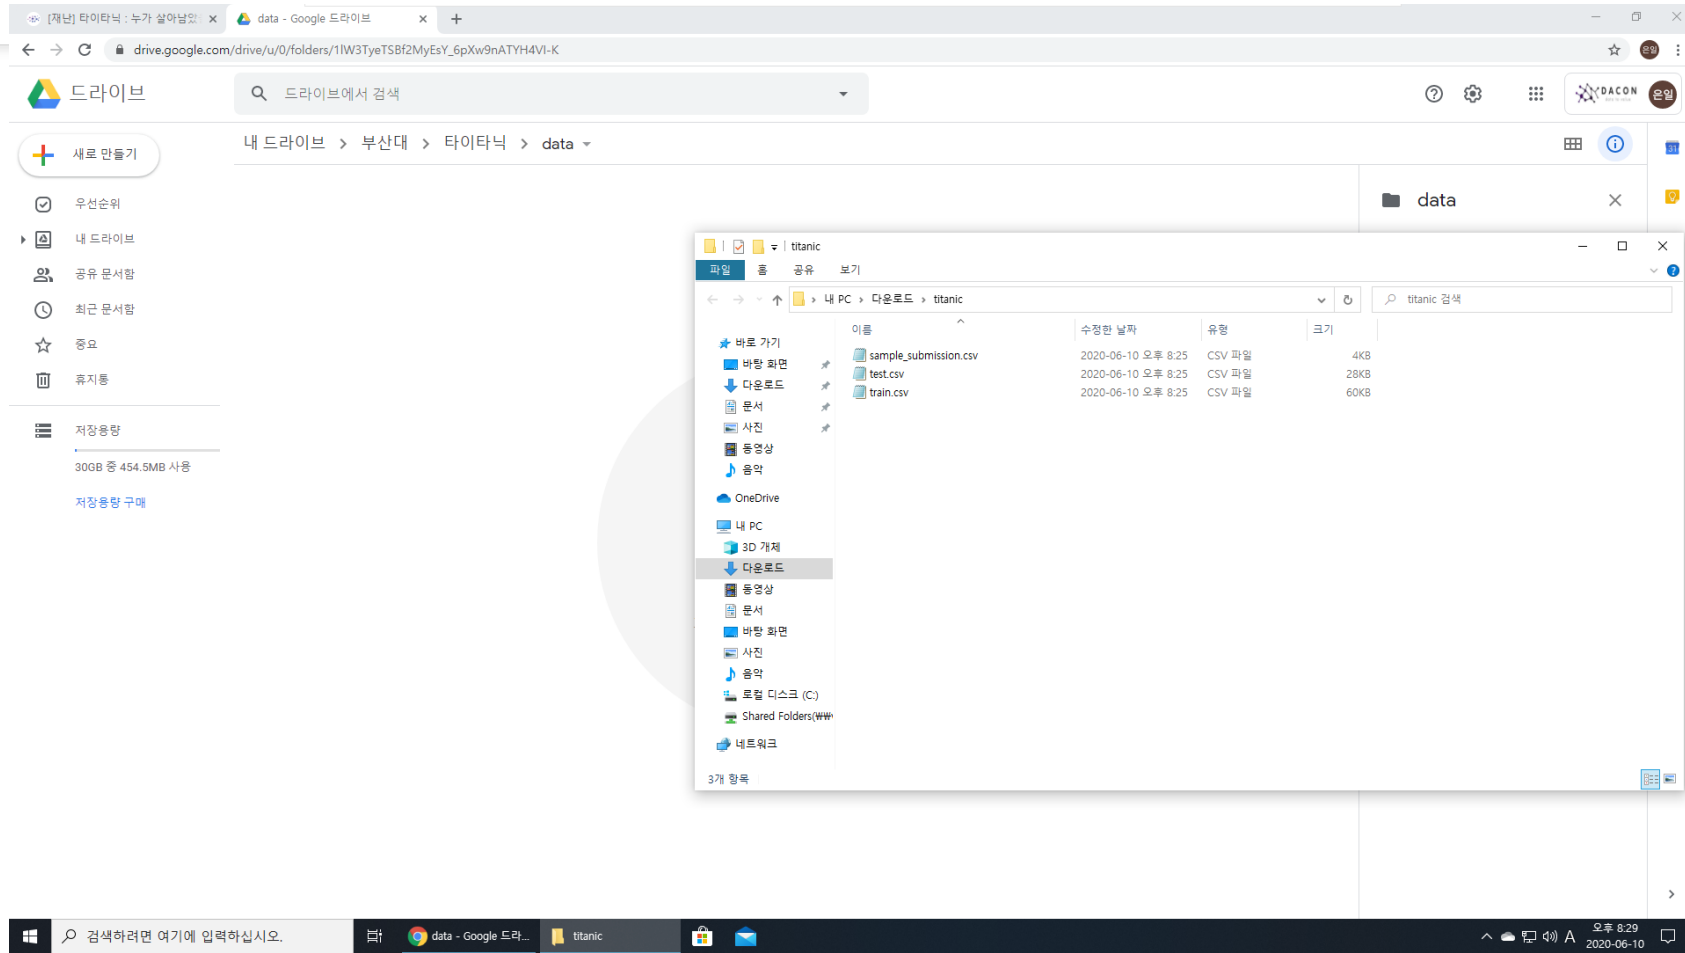 [재난] 타이타닉 : 누가 살아남았
data - Google 드라이브
drive.google.com/drive/u/0/folders/1lW3TyeTSBf2MyEsY_6pXw9nATYH4VI-K
은일
드라이브
드라이브에서 검색
DACON
은일
새로 만들기
내 드라이브 > 부산대 > 타이타닉 > data
31
우선순위
내 드라이브
공유 문서함
최근 문서함
중요
휴지통
저장용량
30GB 중 454.5MB 사용
저장용량 구매
data
titanic
파일 홈 공유 보기
내 PC > 다운로드 > titanic
titanic 검색
이름 수정한 날짜 유형 크기
sample_submission.csv 2020-06-10 오후 8:25 CSV 파일 4KB
test.csv 2020-06-10 오후 8:25 CSV 파일 28KB
train.csv 2020-06-10 오후 8:25 CSV 파일 60KB
바로 가기
바탕 화면
다운로드
문서
사진
동영상
음악
OneDrive
내 PC
3D 개체
다운로드
동영상
문서
바탕 화면
사진
음악
로컬 디스크 (C:)
Shared Folders(₩₩
네트워크
3개 항목
검색하려면 여기에 입력하십시오.
data - Google 드라...
titanic
A
오후 8:29
2020-06-10